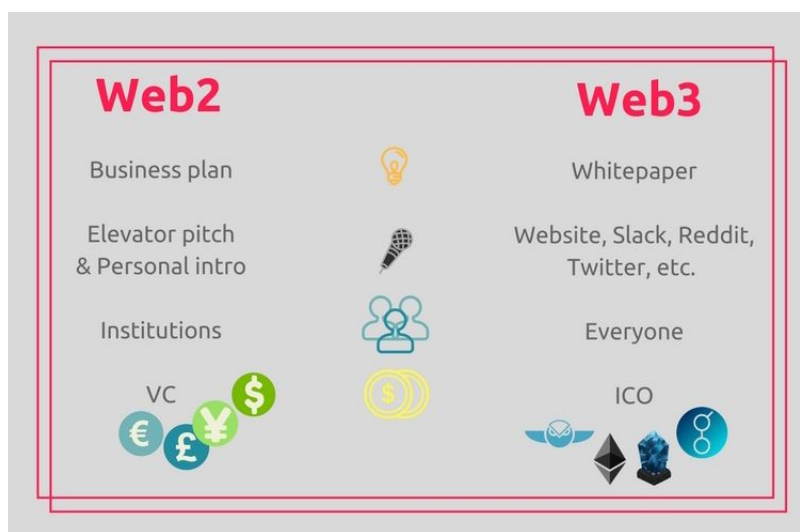 Web2
Web3
Business plan
Whitepaper
Elevator pitch
& Personal intro
Website, Slack, Reddit,
Twitter, etc.
Institutions
Everyone
VC
ICO
$
$
¥
€
£